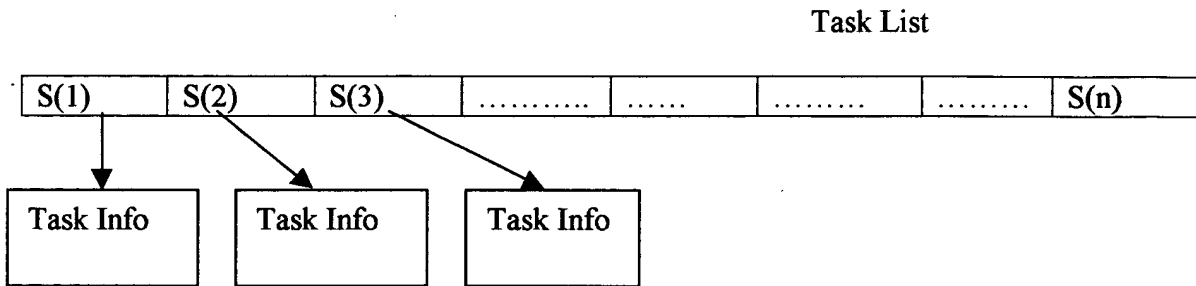 Task List
S(1) S(2) S(3) ........... ...... ......... ......... S(n)
Task Info Task Info Task Info